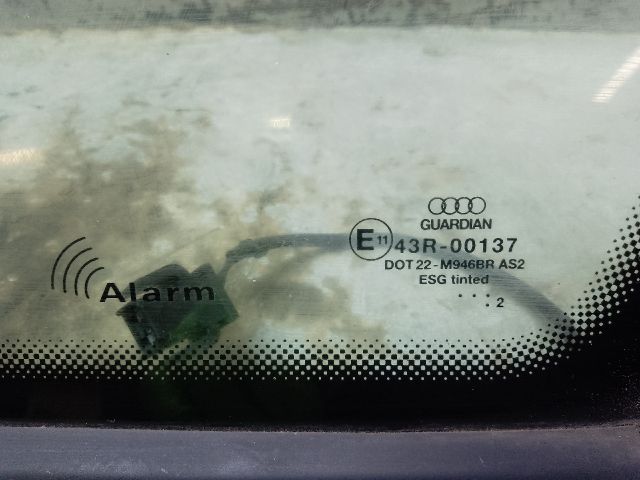 GUARDIAN
E11 43R-00137
DOT 22-M946BR AS2
ESG tinted
. . .
. 2
Alarm